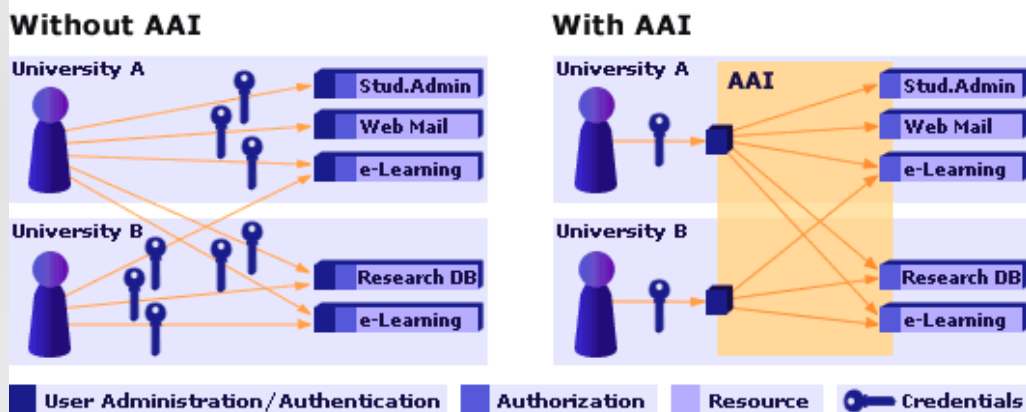 Without AAI
University A
Stud.Admin
Web Mail
e-Learning
University B
Research DB
e-Learning
With AAI
University A
AAI
Stud.Admin
Web Mail
e-Learning
University B
Research DB
e-Learning
User Administration/Authentication
Authorization
Resource
Credentials